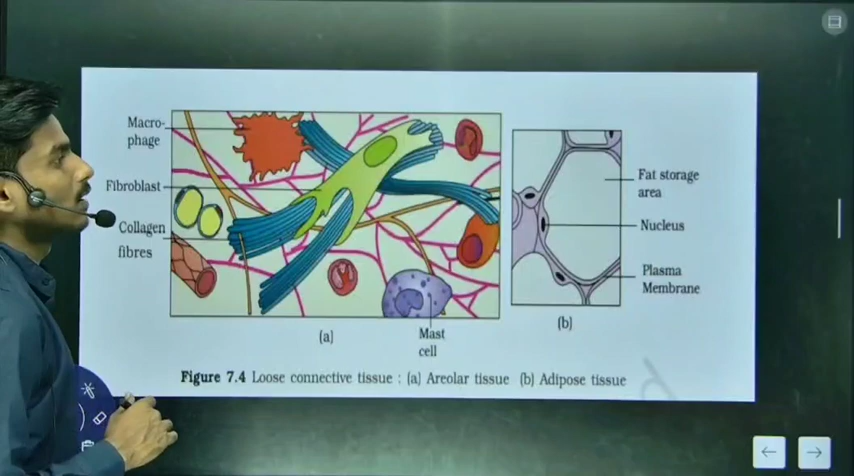 Macro-
phage
Fibroblast
Collagen
fibres
Mast
cell
(a)
Fat storage
area
Nucleus
Plasma
Membrane
(b)
Figure 7.4 Loose connective tissue : (a) Areolar tissue (b) Adipose tissue